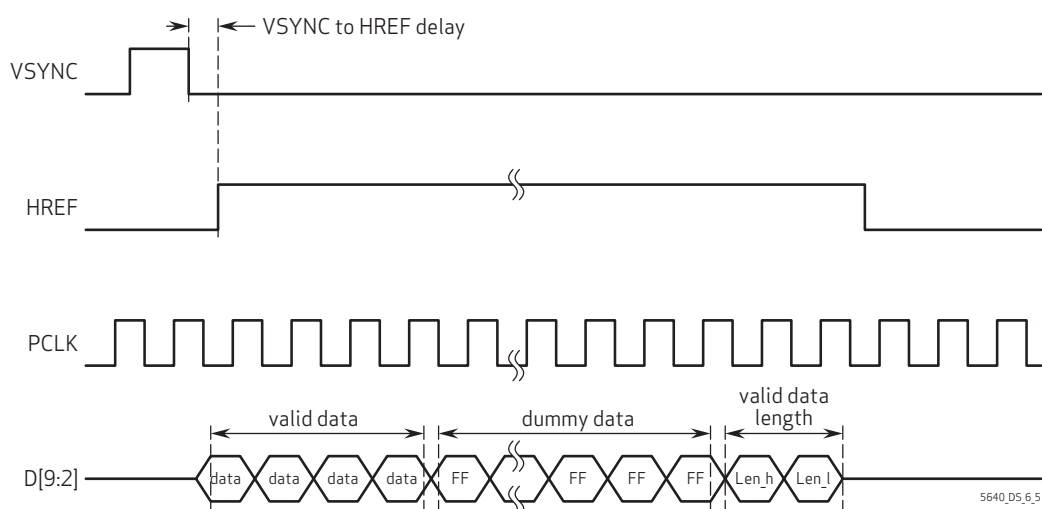 VSYNC to HREF delay
VSYNC
HREF
PCLK
valid data
dummy data
valid data
length
D[9:2]
data data data data FF FF FF FF Len_h Len_l
5640_DS_6_5